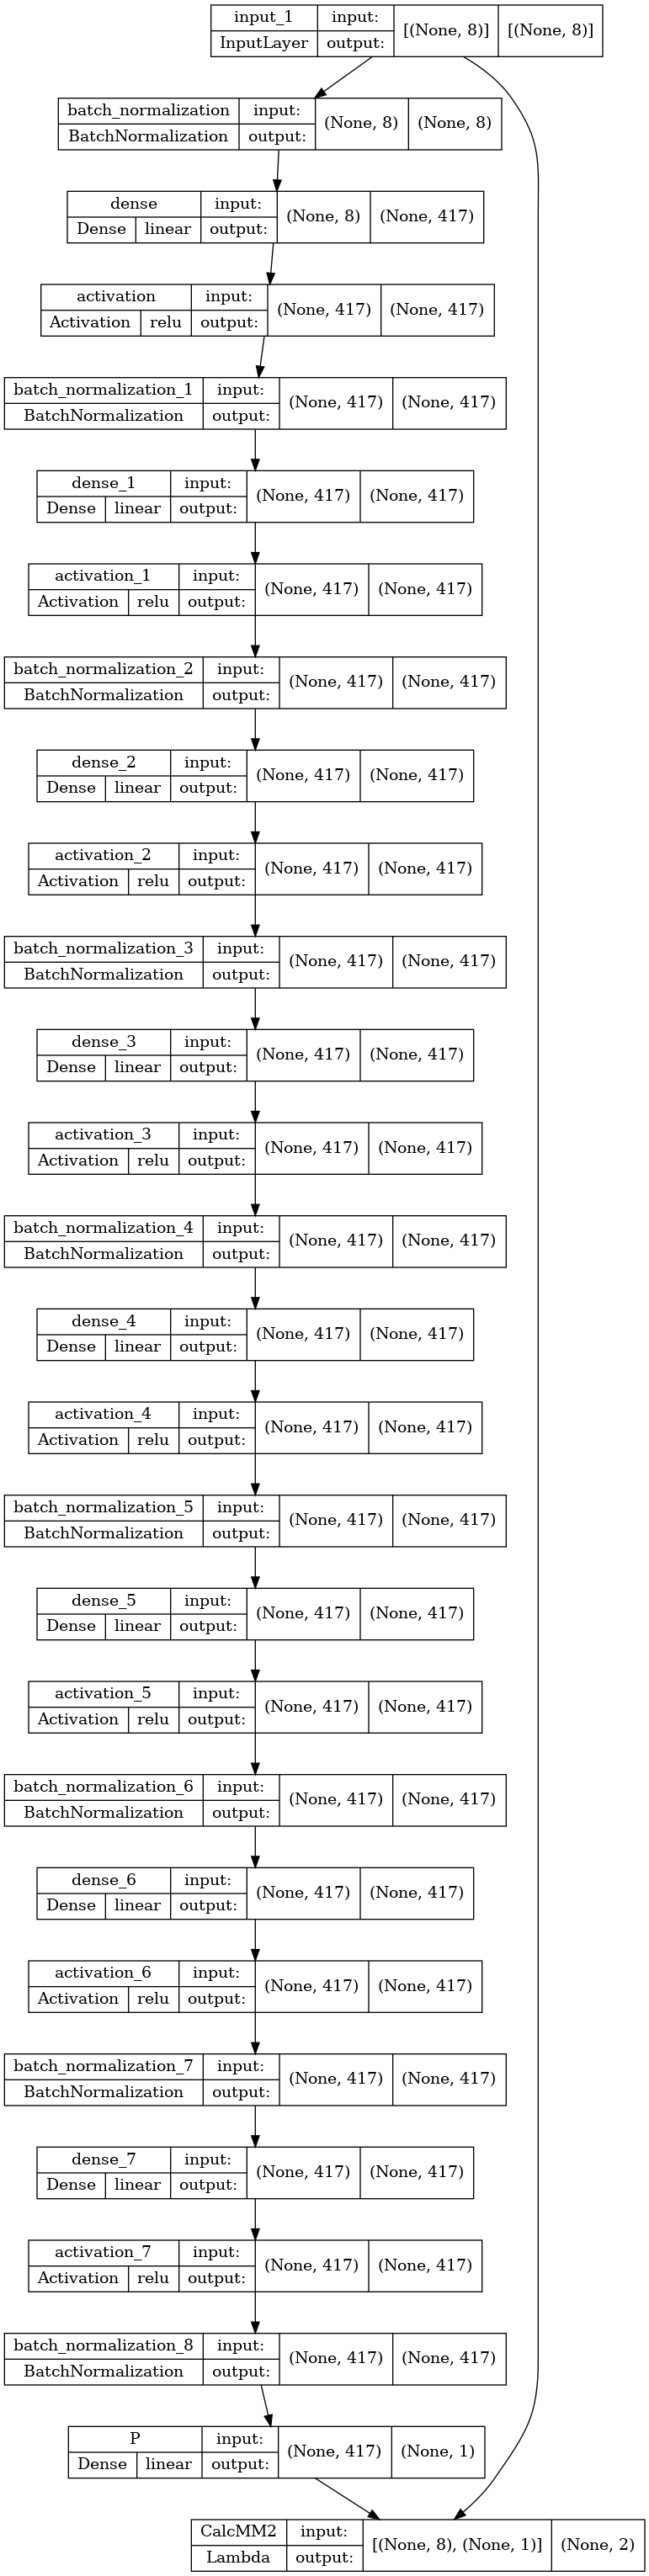 input_1 input: [(None, 8)] [(None, 8)]
InputLayer output:
batch_normalization input: (None, 8) (None, 8)
BatchNormalization output:
dense input: (None, 8) (None, 417)
Dense linear output:
activation input: (None, 417) (None, 417)
Activation relu output:
batch_normalization_1 input: (None, 417) (None, 417)
BatchNormalization output:
dense_1 input: (None, 417) (None, 417)
Dense linear output:
activation_1 input: (None, 417) (None, 417)
Activation relu output:
batch_normalization_2 input: (None, 417) (None, 417)
BatchNormalization output:
dense_2 input: (None, 417) (None, 417)
Dense linear output:
activation_2 input: (None, 417) (None, 417)
Activation relu output:
batch_normalization_3 input: (None, 417) (None, 417)
BatchNormalization output:
dense_3 input: (None, 417) (None, 417)
Dense linear output:
activation_3 input: (None, 417) (None, 417)
Activation relu output:
batch_normalization_4 input: (None, 417) (None, 417)
BatchNormalization output:
dense_4 input: (None, 417) (None, 417)
Dense linear output:
activation_4 input: (None, 417) (None, 417)
Activation relu output:
batch_normalization_5 input: (None, 417) (None, 417)
BatchNormalization output:
dense_5 input: (None, 417) (None, 417)
Dense linear output:
activation_5 input: (None, 417) (None, 417)
Activation relu output:
batch_normalization_6 input: (None, 417) (None, 417)
BatchNormalization output:
dense_6 input: (None, 417) (None, 417)
Dense linear output:
activation_6 input: (None, 417) (None, 417)
Activation relu output:
batch_normalization_7 input: (None, 417) (None, 417)
BatchNormalization output:
dense_7 input: (None, 417) (None, 417)
Dense linear output:
activation_7 input: (None, 417) (None, 417)
Activation relu output:
batch_normalization_8 input: (None, 417) (None, 417)
BatchNormalization output:
P input: (None, 417) (None, 1)
Dense linear output:
CalcMM2 input: [(None, 8), (None, 1)] (None, 2)
Lambda output: